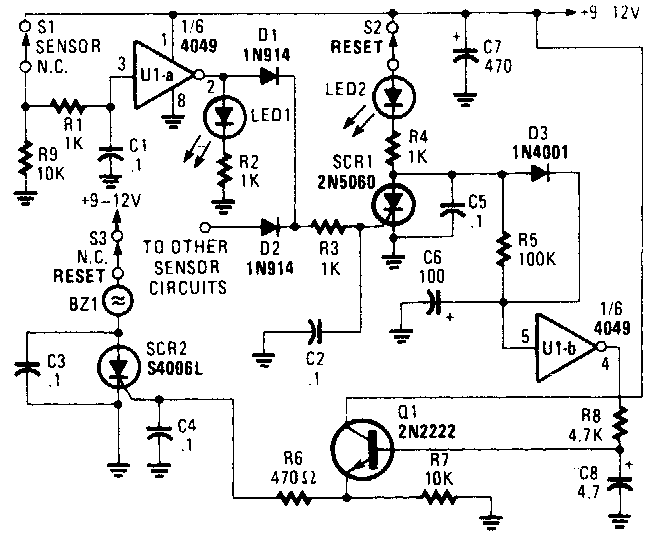 S1
SENSOR
N.C.
1/6
4049
1
3
U1-a
2
8
D1
1N914
S2
RESET
+9-12V
C7
470
LED1
LED2
R1
1K
R9
10K
C1
.1
R2
1K
R4
1K
SCR1
2N5060
D3
1N4001
+9-12V
S3
N.C.
RESET
BZ1
TO OTHER
SENSOR
CIRCUITS
D2
1N914
R3
1K
C5
.1
C6
100
+
R5
100K
1/6
4049
5
U1-b
4
C2
.1
C3
.1
SCR2
S4006L
C4
.1
Q1
2N2222
R8
4.7K
R6
470Ω
R7
10K
C8
4.7
+